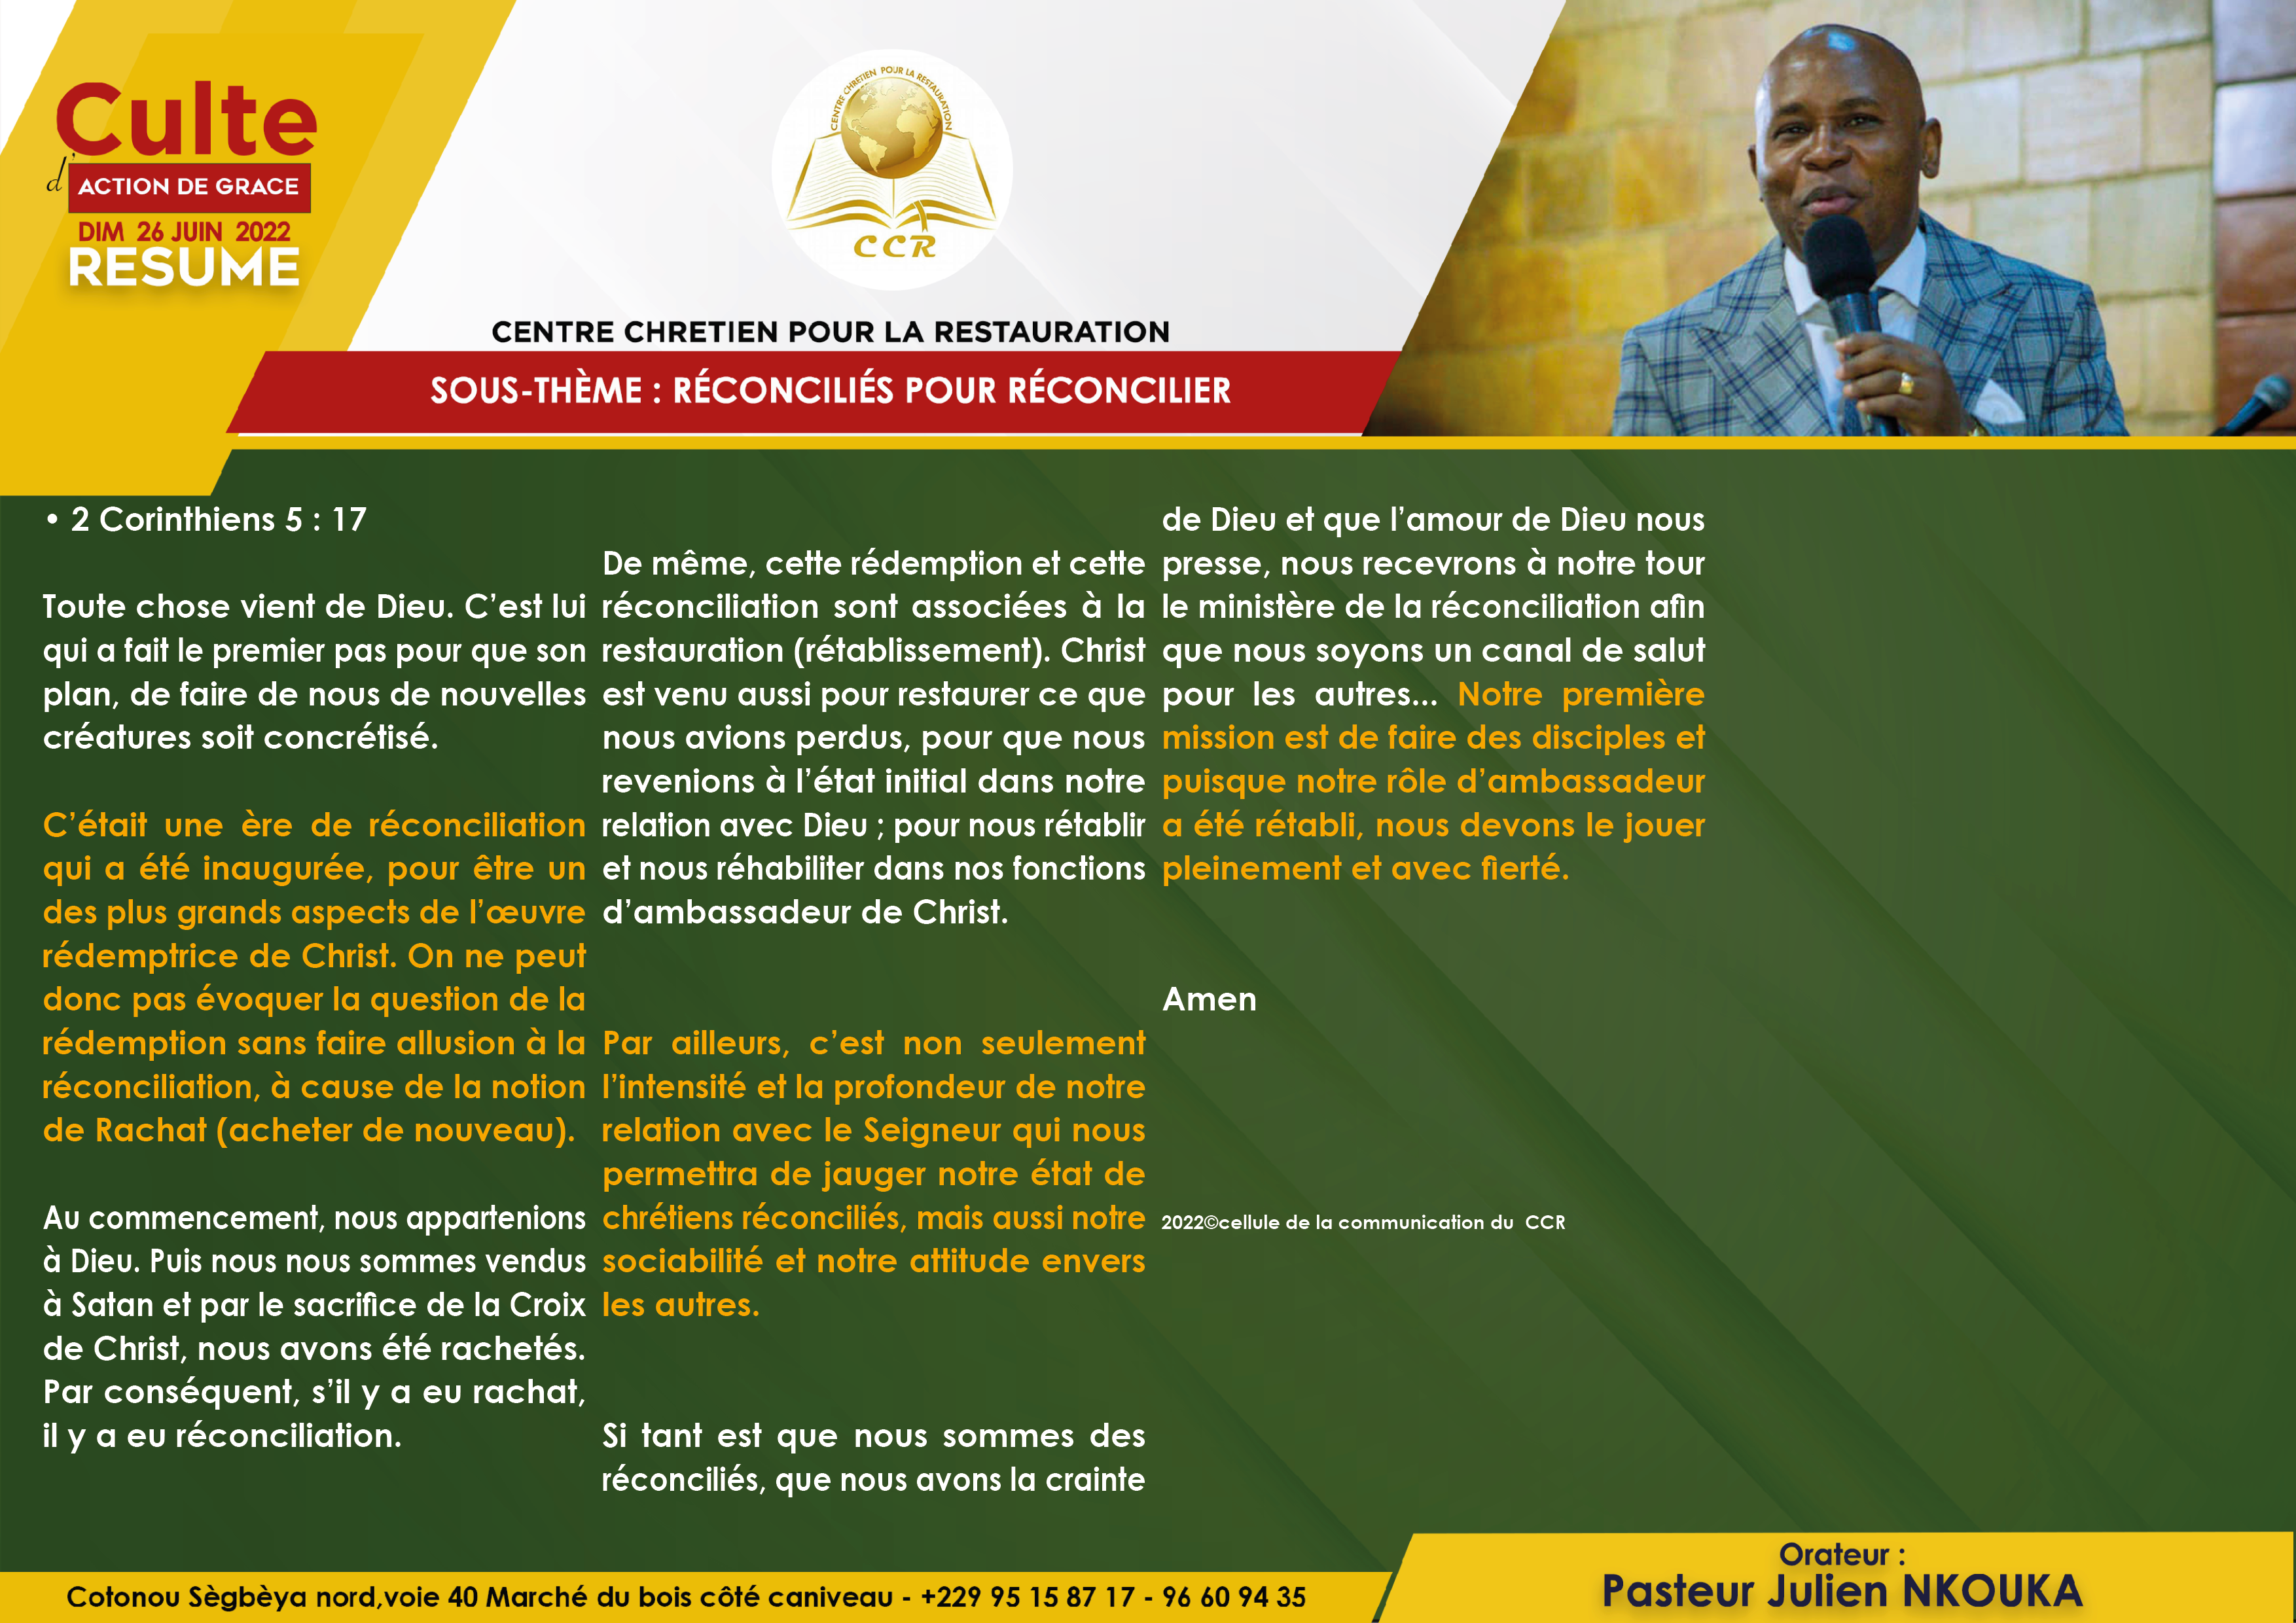 Culte
d'
ACTION DE GRACE
DIM 26 JUIN 2022
RESUME
CENTRE CHRETIEN POUR LA RESTAURATION
CCR
CENTRE CHRETIEN POUR LA RESTAURATION
SOUS-THÈME : RÉCONCILIÉS POUR RÉCONCILIER
• 2 Corinthiens 5 : 17
Toute chose vient de Dieu. C’est lui
qui a fait le premier pas pour que son
plan, de faire de nous de nouvelles
créatures soit concrétisé.
C’était une ère de réconciliation
qui a été inaugurée, pour être un
des plus grands aspects de l’œuvre
rédemptrice de Christ. On ne peut
donc pas évoquer la question de la
rédemption sans faire allusion à la
réconciliation, à cause de la notion
de Rachat (acheter de nouveau).
Au commencement, nous appartenions
à Dieu. Puis nous nous sommes vendus
à Satan et par le sacrifice de la Croix
de Christ, nous avons été rachetés.
Par conséquent, s’il y a eu rachat,
il y a eu réconciliation.
De même, cette rédemption et cette
réconciliation sont associées à la
restauration (rétablissement). Christ
est venu aussi pour restaurer ce que
nous avions perdus, pour que nous
revenions à l’état initial dans notre
relation avec Dieu ; pour nous rétablir
et nous réhabiliter dans nos fonctions
d’ambassadeur de Christ.
Par ailleurs, c’est non seulement
l’intensité et la profondeur de notre
relation avec le Seigneur qui nous
permettra de jauger notre état de
chrétiens réconciliés, mais aussi notre
sociabilité et notre attitude envers
les autres.
Si tant est que nous sommes des
réconciliés, que nous avons la crainte
de Dieu et que l’amour de Dieu nous
presse, nous recevrons à notre tour
le ministère de la réconciliation afin
que nous soyons un canal de salut
pour les autres... Notre première
mission est de faire des disciples et
puisque notre rôle d’ambassadeur
a été rétabli, nous devons le jouer
pleinement et avec fierté.
Amen
2022©cellule de la communication du CCR
Cotonou Sègbèya nord,voie 40 Marché du bois côté caniveau - +229 95 15 87 17 - 96 60 94 35
Orateur :
Pasteur Julien NKOUKA